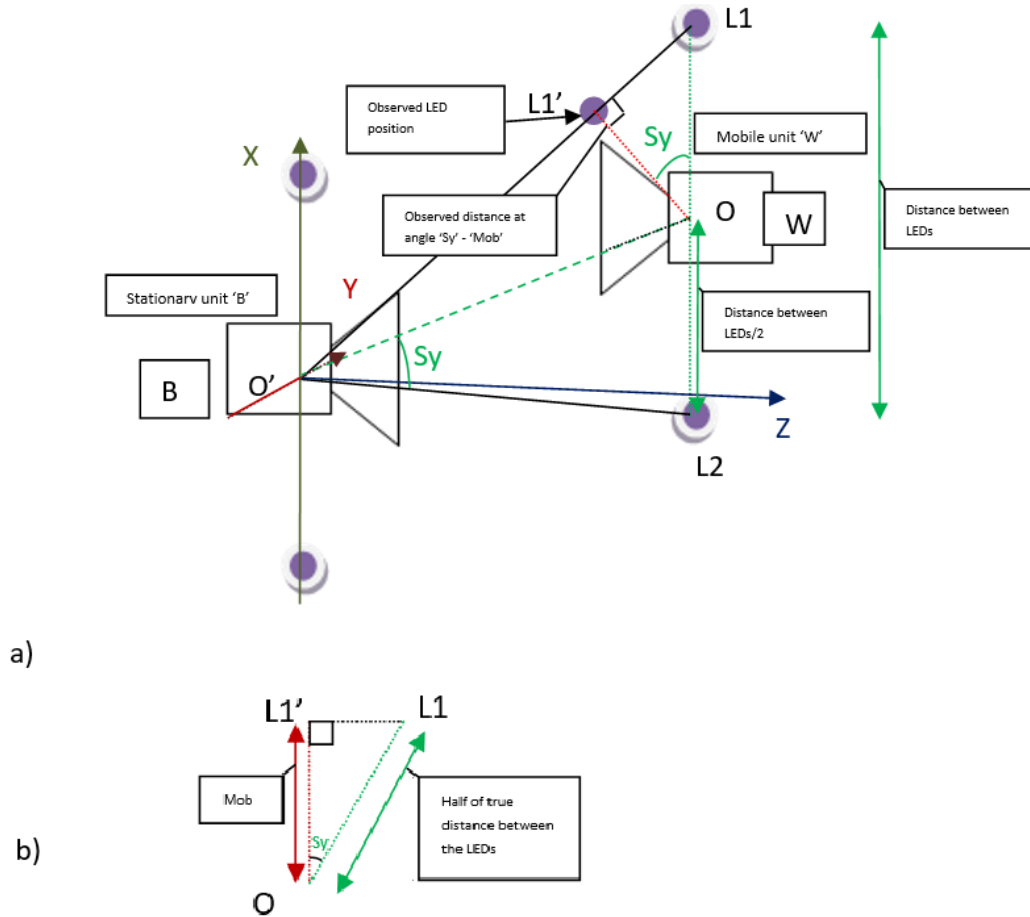 L1
L1’
Observed LED
position
X
Sy
Mobile unit ‘W’
O
W
Distance between
LEDs
Observed distance at
angle ‘Sy’ - ‘Mob’
Stationary unit ‘B’
Y
Distance between
LEDs/2
Sy
B
O’
Z
L2
a)
L1’
L1
Mob
Half of true
distance between
the LEDs
Sy
b)
O